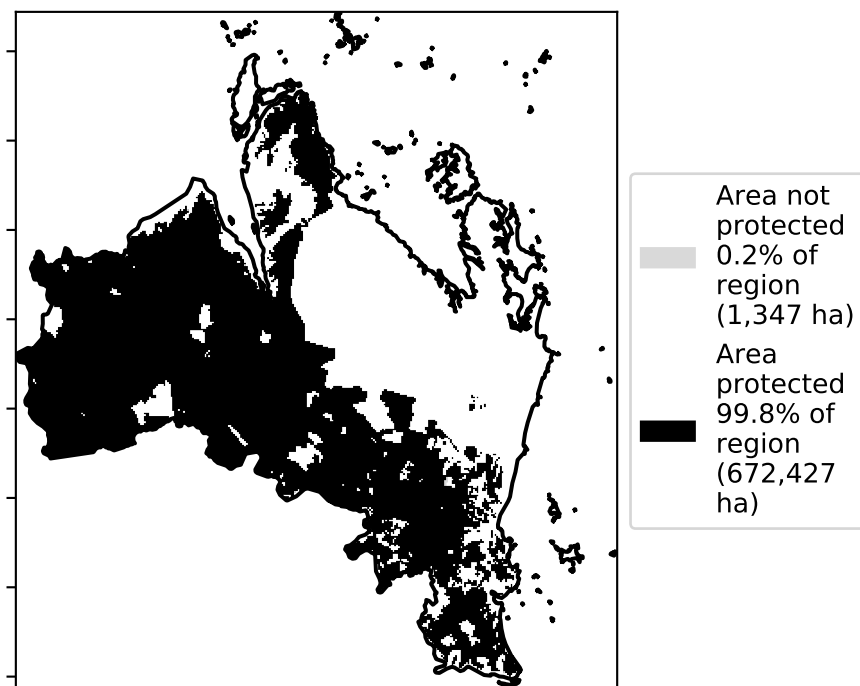 Area not
protected
0.2% of
region
(1,347 ha)
Area
protected
99.8% of
region
(672,427
ha)